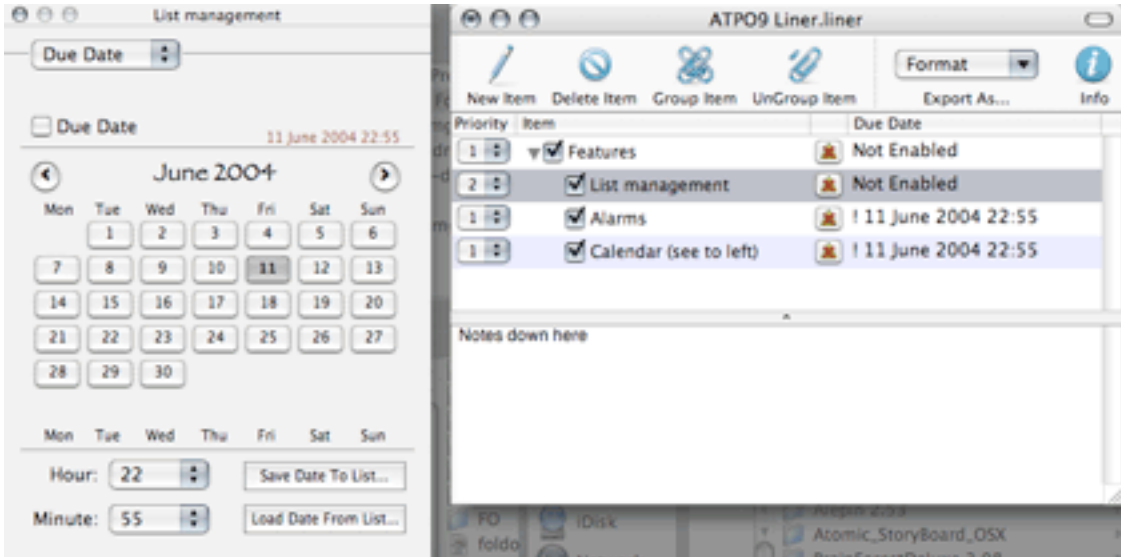 List management
Due Date
Due Date
11 June 2004 22:55
June 2004
Mon Tue Wed Thu Fri Sat Sun
1 2 3 4 5 6
7 8 9 10 11 12 13
14 15 16 17 18 19 20
21 22 23 24 25 26 27
28 29 30
Mon Tue Wed Thu Fri Sat Sun
Hour: 22
Save Date To List...
Minute: 55
Load Date From List...
ATPO9 Liner.liner
New Item Delete Item Group Item UnGroup Item
Format
Export As...
Info
Priority Item Due Date
1 Features Not Enabled
2 List management Not Enabled
1 Alarms ! 11 June 2004 22:55
1 Calendar (see to left) ! 11 June 2004 22:55
Notes down here
FO
foldo
iDisk
Atomic_StoryBoard_OSX